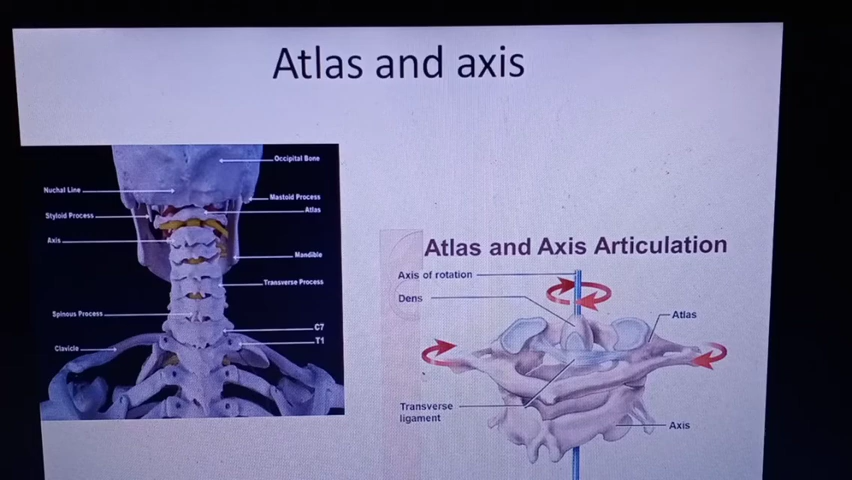 Atlas and axis
Occipital Bone
Nuchal Line
Mastoid Process
Styloid Process
Atlas
Axis
Mandible
Transverse Process
Spinous Process
C7
T1
Clavicle
Atlas and Axis Articulation
Axis of rotation
Dens
Atlas
Transverse
ligament
Axis